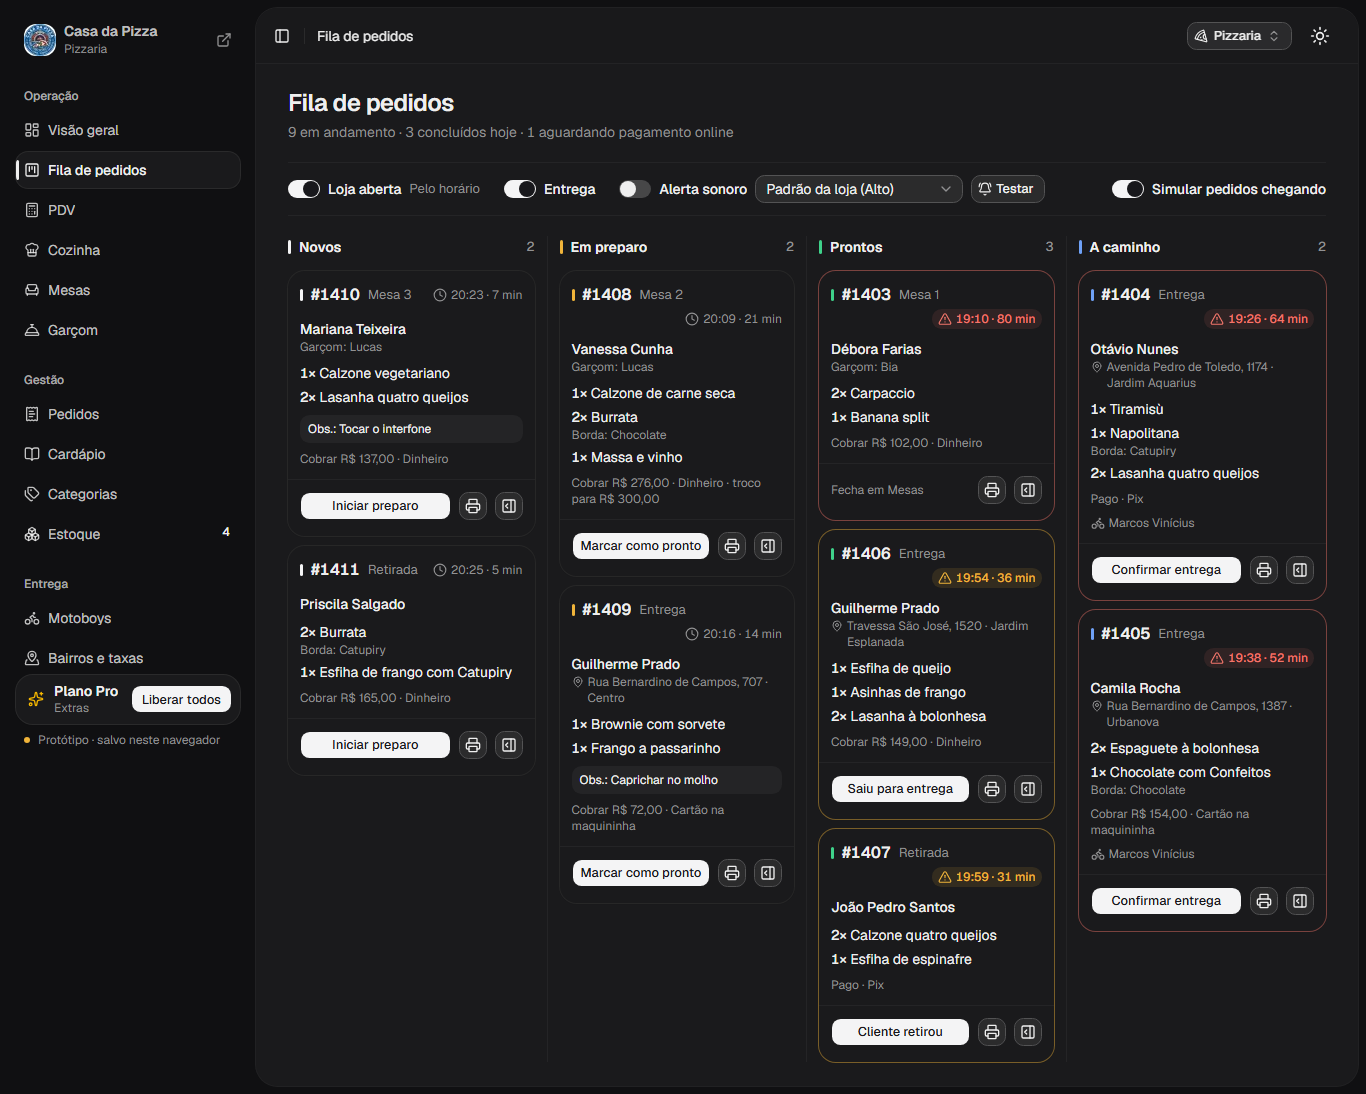 Casa da Pizza
Pizzaria
Operação
Visão geral
Fila de pedidos
PDV
Cozinha
Mesas
Garçom
Gestão
Pedidos
Cardápio
Categorias
Estoque 4
Entrega
Motoboys
Bairros e taxas
Plano Pro
Extras
Liberar todos
Protótipo · salvo neste navegador
Fila de pedidos
Pizzaria
Fila de pedidos
9 em andamento · 3 concluídos hoje · 1 aguardando pagamento online
Loja aberta Pelo horário Entrega Alerta sonoro Padrão da loja (Alto) Testar Simular pedidos chegando
Novos 2
#1410 Mesa 3 20:23 · 7 min
Mariana Teixeira
Garçom: Lucas
1× Calzone vegetariano
2× Lasanha quatro queijos
Obs.: Tocar o interfone
Cobrar R$ 137,00 · Dinheiro
Iniciar preparo
#1411 Retirada 20:25 · 5 min
Priscila Salgado
2× Burrata
Borda: Catupiry
1× Esfiha de frango com Catupiry
Cobrar R$ 165,00 · Dinheiro
Iniciar preparo
Em preparo 2
#1408 Mesa 2
20:09 · 21 min
Vanessa Cunha
Garçom: Lucas
1× Calzone de carne seca
2× Burrata
Borda: Chocolate
1× Massa e vinho
Cobrar R$ 276,00 · Dinheiro · troco
para R$ 300,00
Marcar como pronto
#1409 Entrega
20:16 · 14 min
Guilherme Prado
Rua Bernardino de Campos, 707 ·
Centro
1× Brownie com sorvete
1× Frango a passarinho
Obs.: Caprichar no molho
Cobrar R$ 72,00 · Cartão na
maquininha
Marcar como pronto
Prontos 3
#1403 Mesa 1
19:10 · 80 min
Débora Farias
Garçom: Bia
2× Carpaccio
1× Banana split
Cobrar R$ 102,00 · Dinheiro
Fecha em Mesas
#1406 Entrega
19:54 · 36 min
Guilherme Prado
Travessa São José, 1520 · Jardim
Esplanada
1× Esfiha de queijo
1× Asinhas de frango
2× Lasanha à bolonhesa
Cobrar R$ 149,00 · Dinheiro
Saiu para entrega
#1407 Retirada
19:59 · 31 min
João Pedro Santos
2× Calzone quatro queijos
1× Esfiha de espinafre
Pago · Pix
Cliente retirou
A caminho 2
#1404 Entrega
19:26 · 64 min
Otávio Nunes
Avenida Pedro de Toledo, 1174 ·
Jardim Aquarius
1× Tiramisù
1× Napolitana
Borda: Catupiry
2× Lasanha quatro queijos
Pago · Pix
Marcos Vinícius
Confirmar entrega
#1405 Entrega
19:38 · 52 min
Camila Rocha
Rua Bernardino de Campos, 1387 ·
Urbanova
2× Espaguete à bolonhesa
1× Chocolate com Confeitos
Borda: Chocolate
Cobrar R$ 154,00 · Cartão na
maquininha
Marcos Vinícius
Confirmar entrega